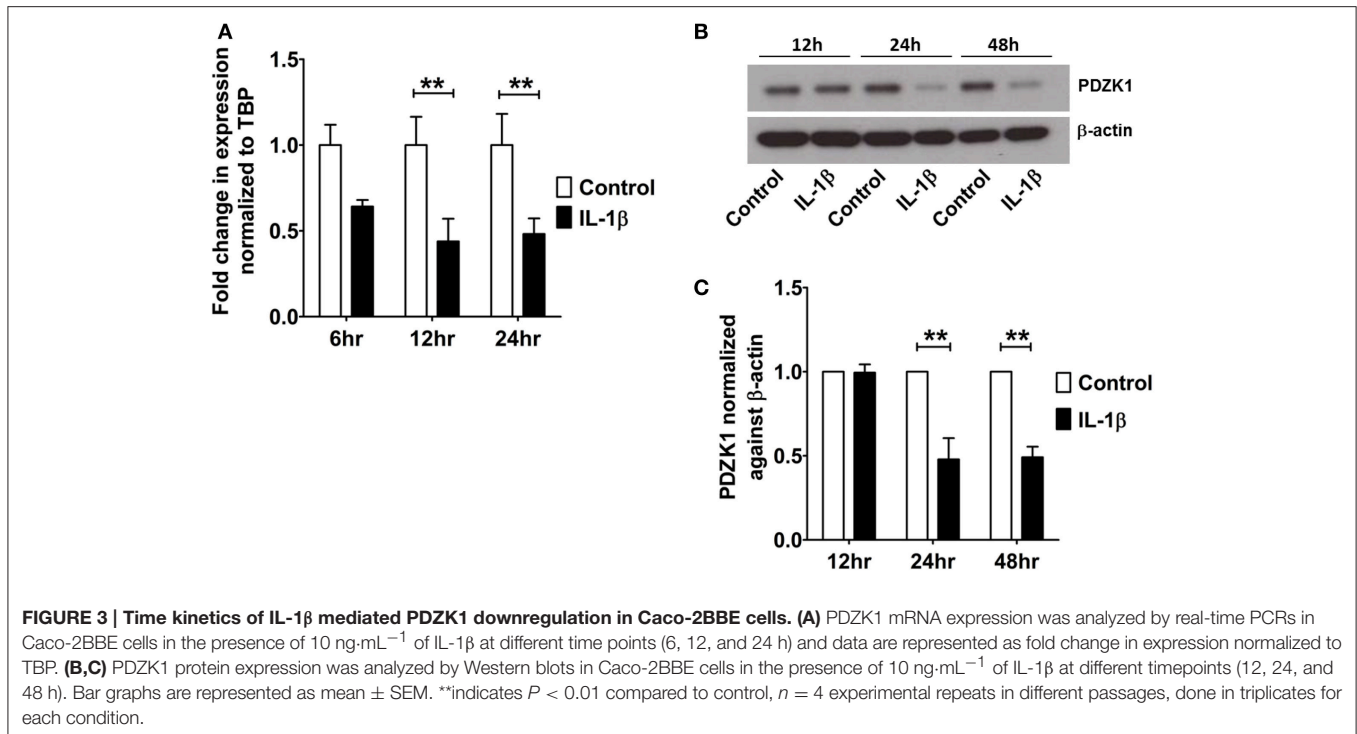 A
Fold change in expression
normalized to TBP
1.5
1.0
0.5
0.0
**
**
6hr
12hr
24hr
Control
IL-1β
B
12h
24h
48h
PDZK1
β-actin
Control
IL-1β
Control
IL-1β
Control
IL-1β
C
PDZK1 normalized
against β-actin
1.5
1.0
0.5
0.0
**
**
12hr
24hr
48hr
Control
IL-1β
FIGURE 3 | Time kinetics of IL-1β mediated PDZK1 downregulation in Caco-2BBE cells. (A) PDZK1 mRNA expression was analyzed by real-time PCRs in
Caco-2BBE cells in the presence of 10 ng·mL⁻¹ of IL-1β at different time points (6, 12, and 24 h) and data are represented as fold change in expression normalized to
TBP. (B,C) PDZK1 protein expression was analyzed by Western blots in Caco-2BBE cells in the presence of 10 ng·mL⁻¹ of IL-1β at different timepoints (12, 24, and
48 h). Bar graphs are represented as mean ± SEM. **indicates P < 0.01 compared to control, n = 4 experimental repeats in different passages, done in triplicates for
each condition.